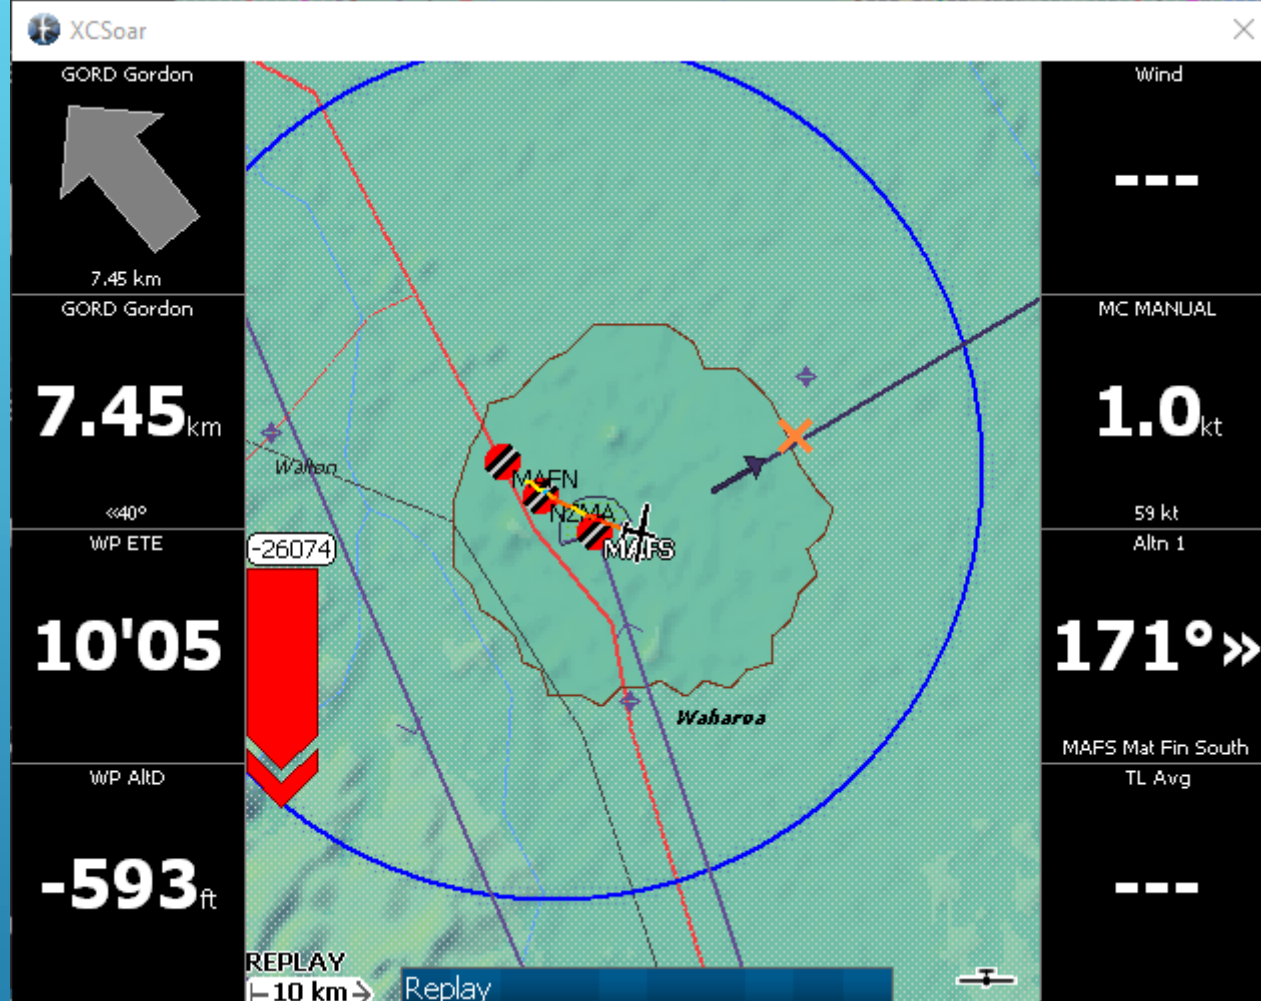 XCSoar
GORD Gordon
7.45 km
GORD Gordon
7.45km
«40°
WP ETE
10'05
WP AltD
-593ft
Walton
MAFN
NZMA
MAFS
-26074
Waharoa
REPLAY
10 km
Replay
Wind
---
MC MANUAL
1.0kt
59 kt
Altn 1
171°»
MAFS Mat Fin South
TL Avg
---